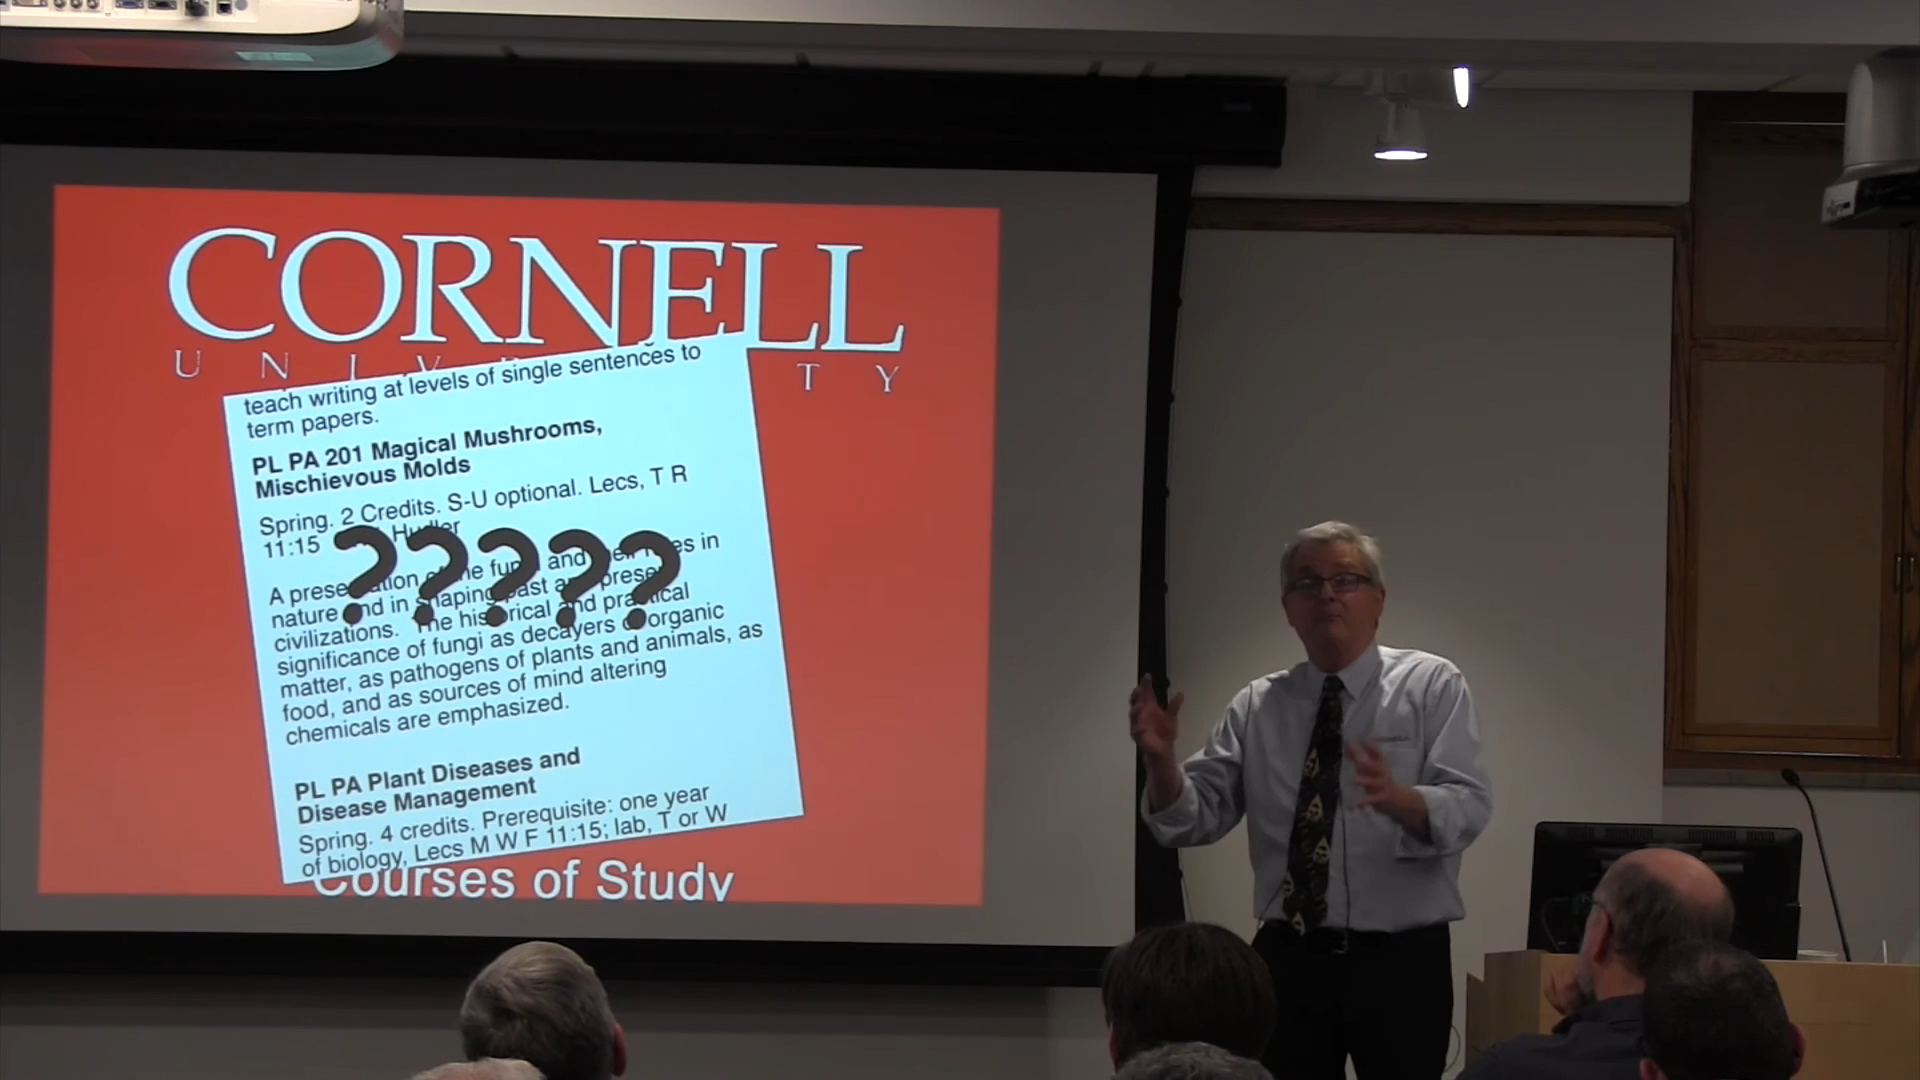 CORNELL
UNIV TY
teach writing at levels of single sentences to
term papers.
PL PA 201 Magical Mushrooms,
Mischievous Molds
Spring. 2 Credits. S-U optional. Lecs, T R
11:15 Hudler
?????
A presentation of the fungi and their roles in
nature and in shaping past and present
civilizations. The historical and practical
significance of fungi as decayers of organic
matter, as pathogens of plants and animals, as
food, and as sources of mind altering
chemicals are emphasized.
PL PA Plant Diseases and
Disease Management
Spring. 4 credits. Prerequisite: one year
of biology, Lecs M W F 11:15; lab, T or W
Courses of Study